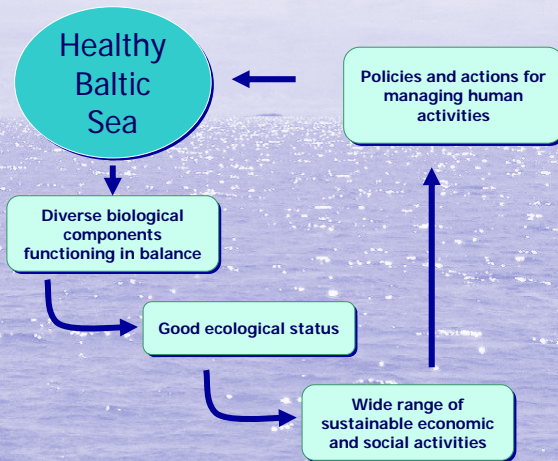 Healthy
Baltic
Sea
Policies and actions for
managing human
activities
Diverse biological
components
functioning in balance
Good ecological status
Wide range of
sustainable economic
and social activities